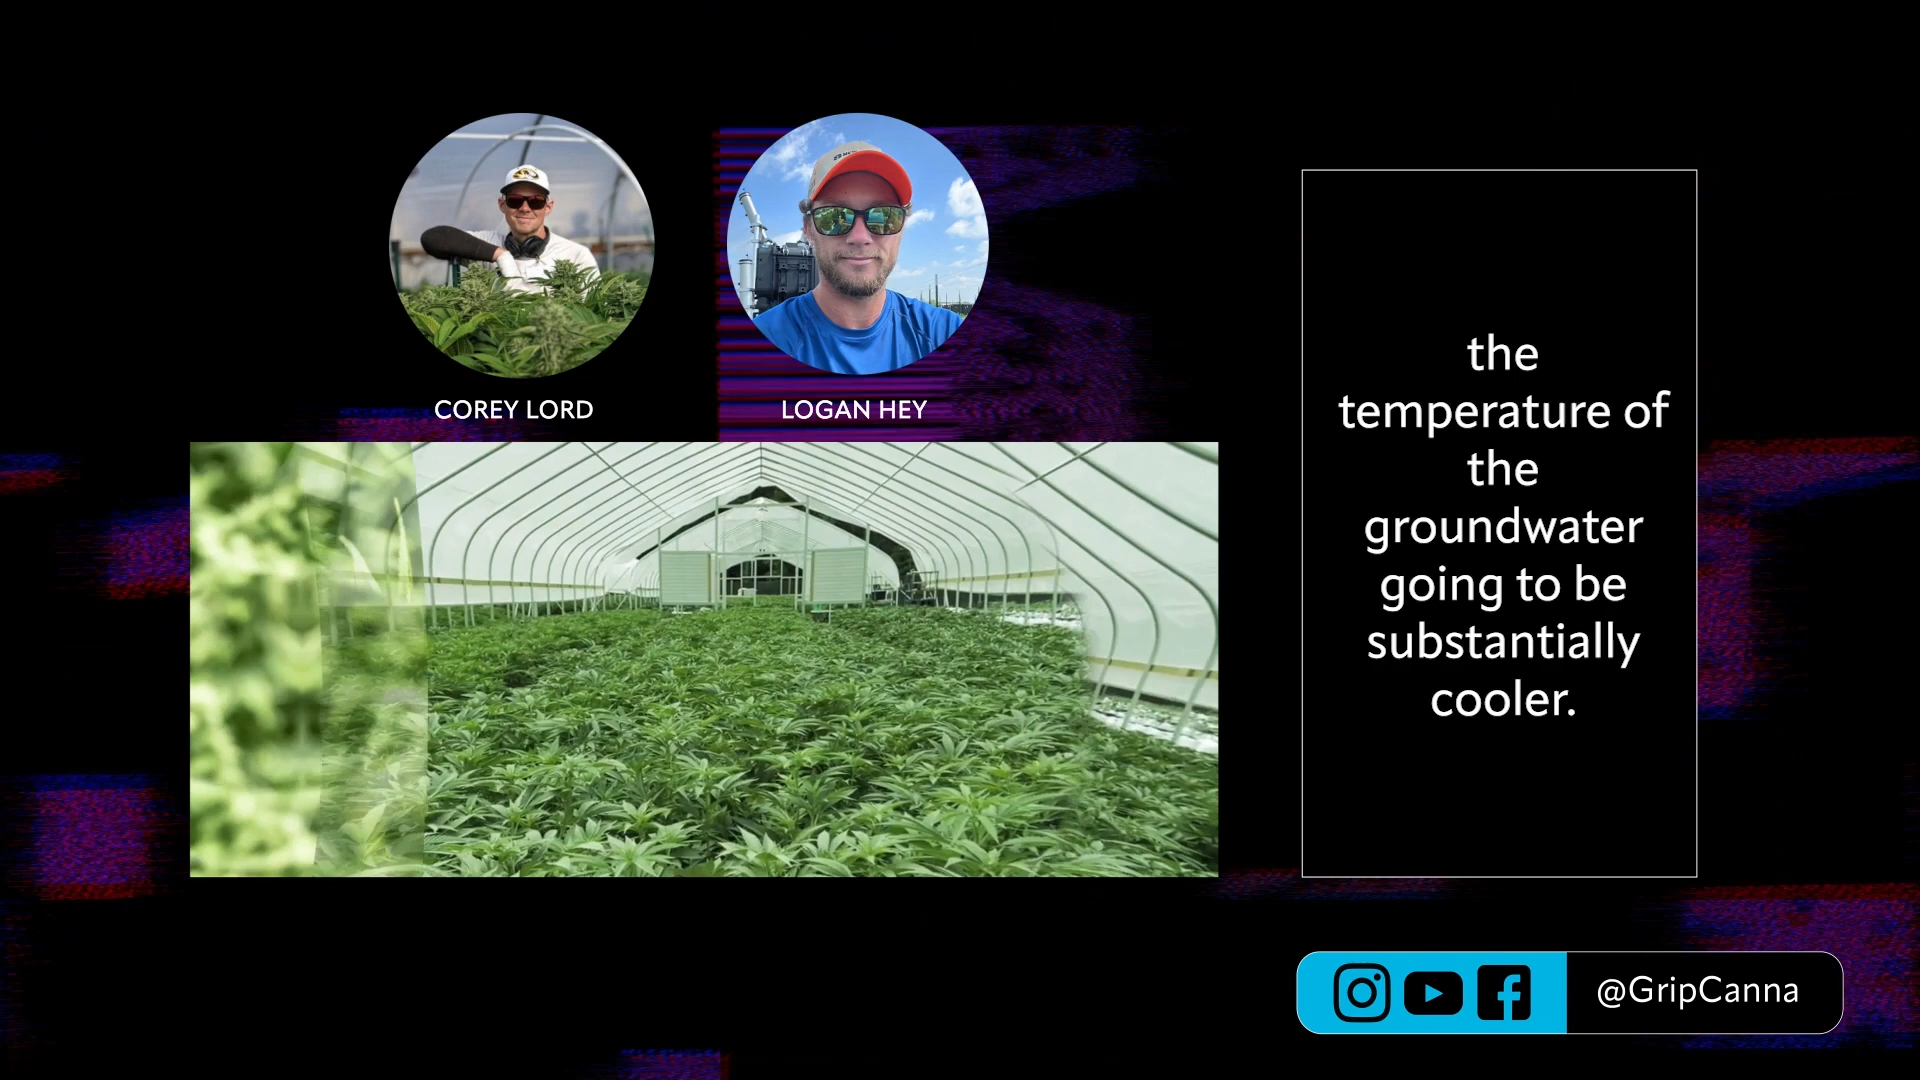 COREY LORD
LOGAN HEY
the
temperature of
the
groundwater
going to be
substantially
cooler.
@GripCanna